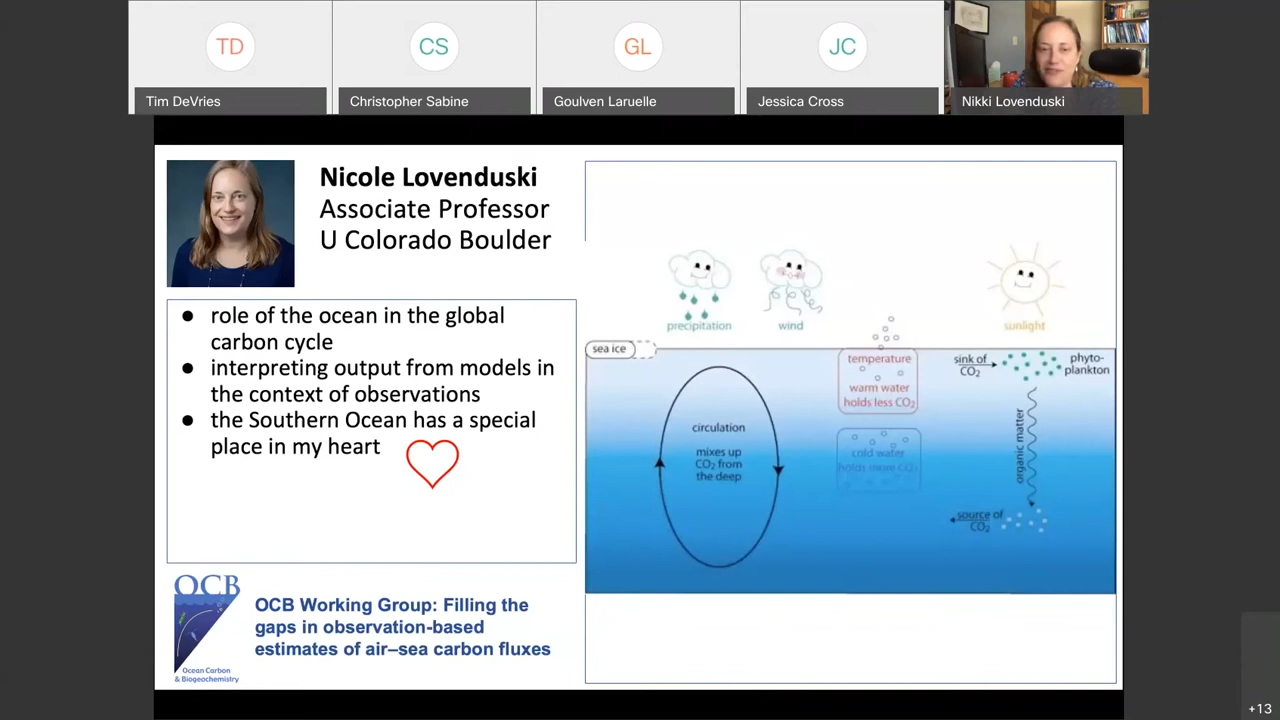 TD
CS
GL
JC
Tim DeVries
Christopher Sabine
Goulven Laruelle
Jessica Cross
Nikki Lovenduski
Nicole Lovenduski
Associate Professor
U Colorado Boulder
● role of the ocean in the global
carbon cycle
● interpreting output from models in
the context of observations
● the Southern Ocean has a special
place in my heart
OCB
Ocean Carbon
& Biogeochemistry
OCB Working Group: Filling the
gaps in observation-based
estimates of air–sea carbon fluxes
precipitation
wind
sunlight
sea ice
circulation
mixes up
CO₂ from
the deep
temperature
warm water
holds less CO₂
cold water
holds more CO₂
sink of
CO₂
phyto-
plankton
organic matter
source of
CO₂
+13